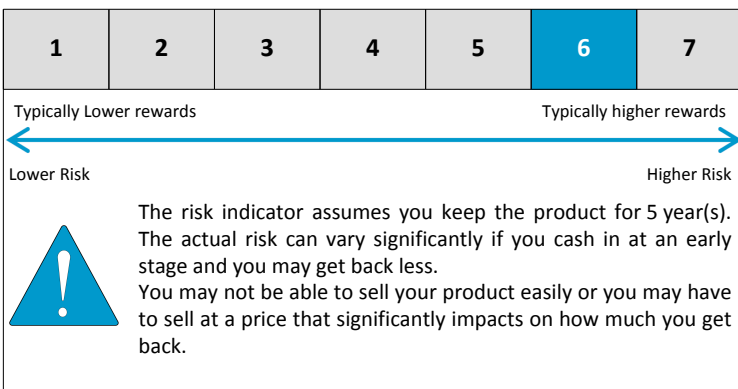 1 2 3 4 5 6 7
Typically Lower rewards Typically higher rewards
Lower Risk Higher Risk
The risk indicator assumes you keep the product for 5 year(s).
The actual risk can vary significantly if you cash in at an early
stage and you may get back less.
You may not be able to sell your product easily or you may have
to sell at a price that significantly impacts on how much you get
back.